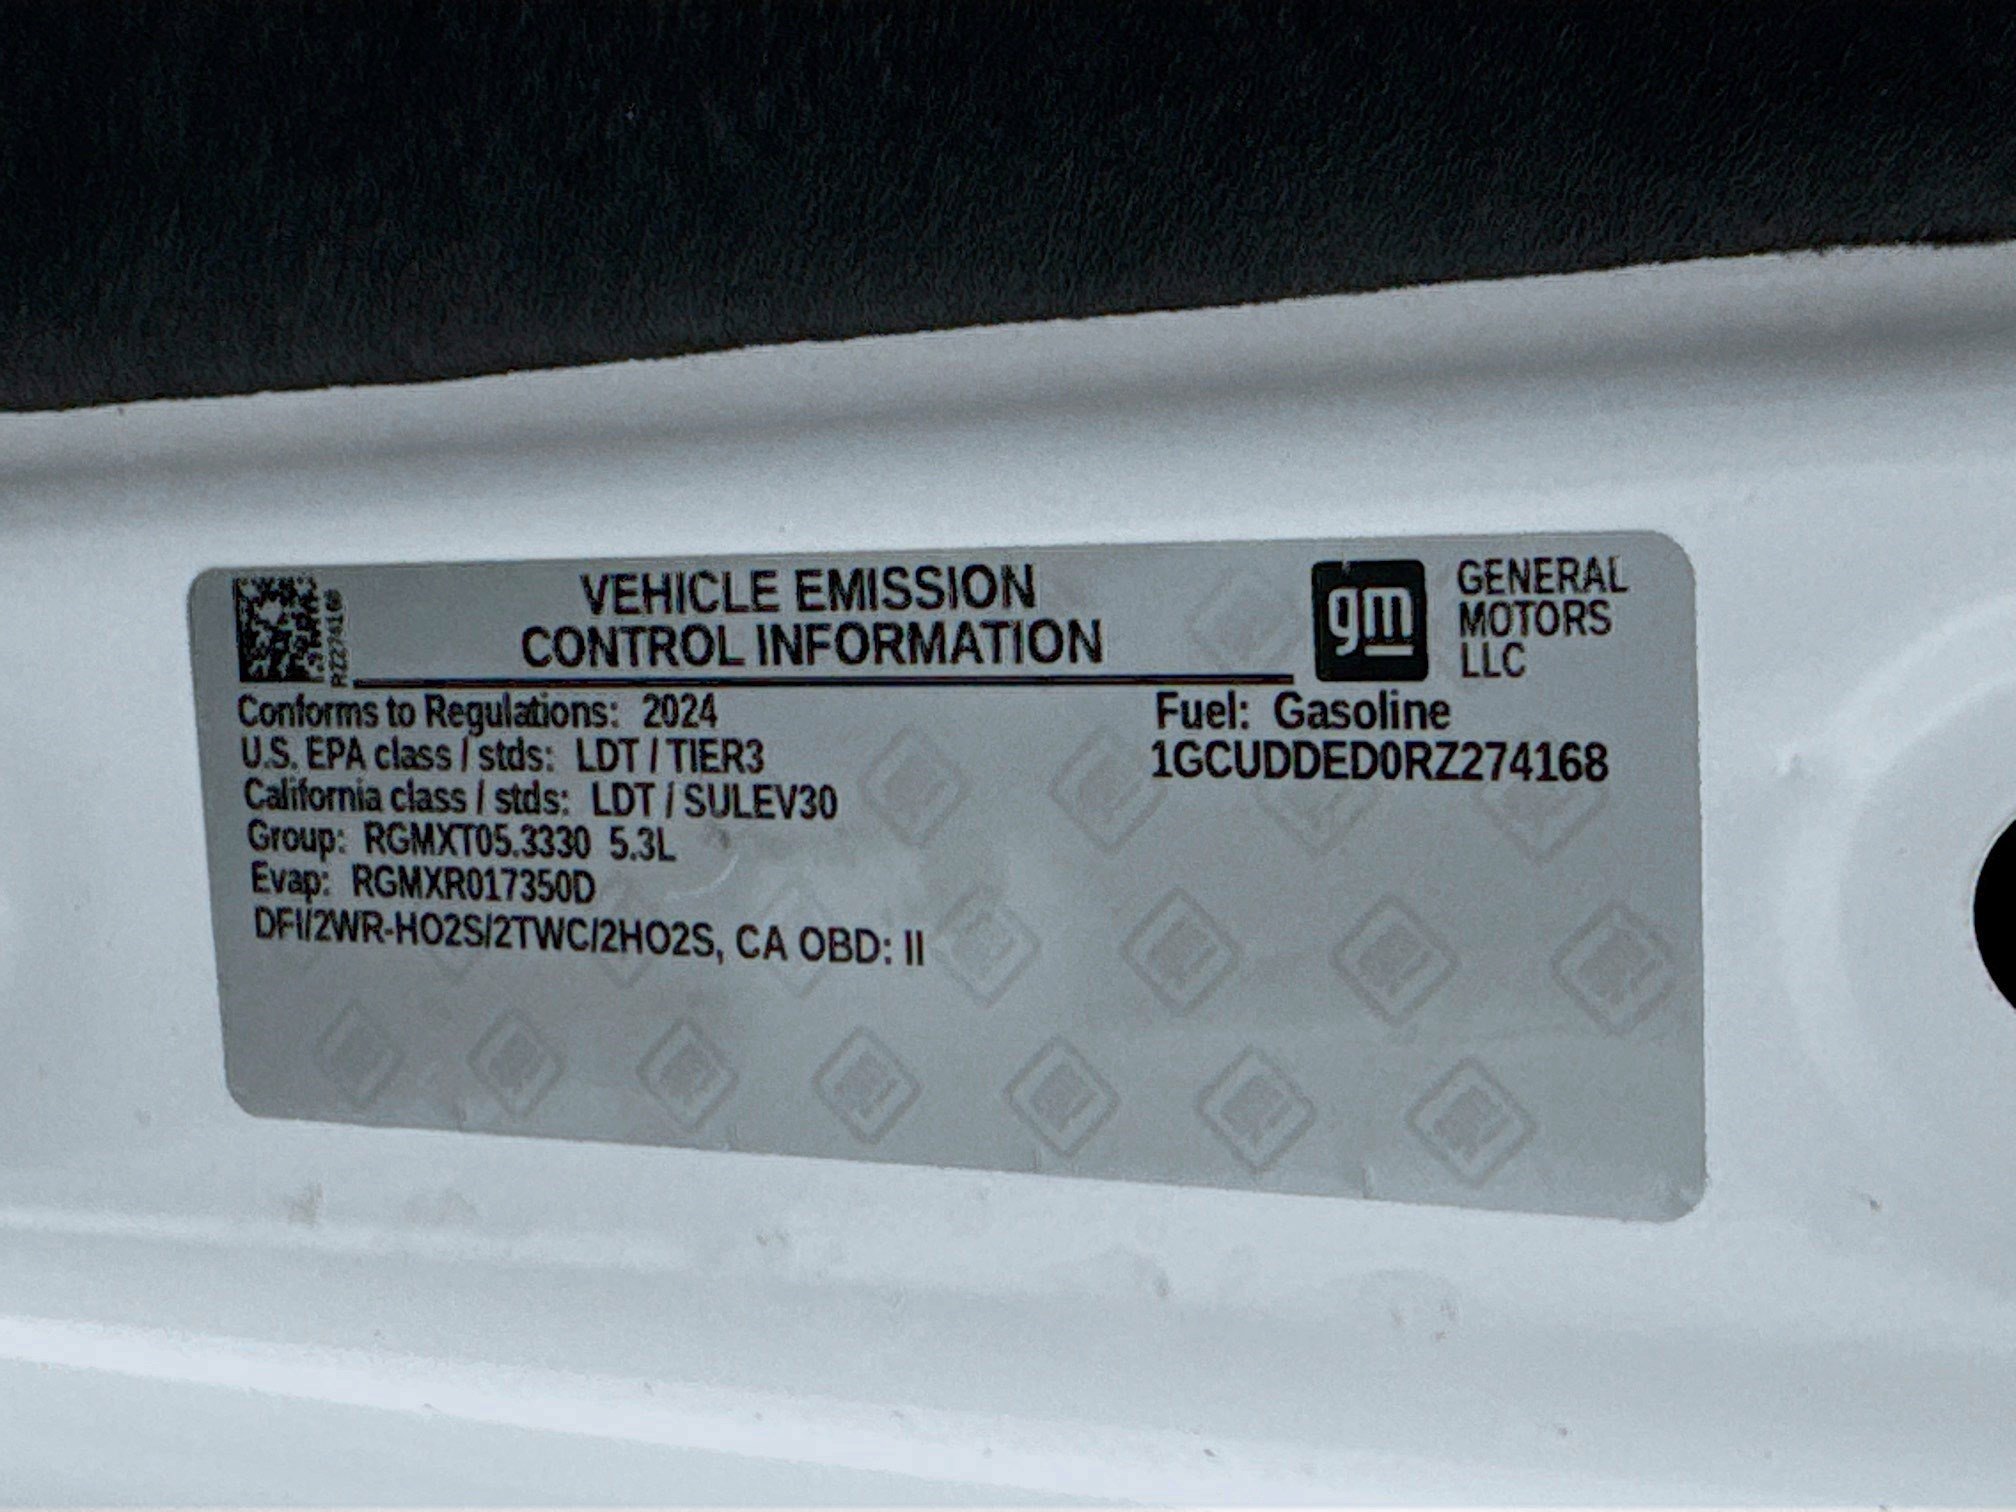 RZ274168
VEHICLE EMISSION
CONTROL INFORMATION
gm
GENERAL
MOTORS
LLC
Conforms to Regulations: 2024
U.S. EPA class / stds: LDT / TIER3
California class / stds: LDT / SULEV30
Group: RGMXT05.3330 5.3L
Evap: RGMXR017350D
DFI/2WR-HO2S/2TWC/2HO2S, CA OBD: II
Fuel: Gasoline
1GCUDDED0RZ274168